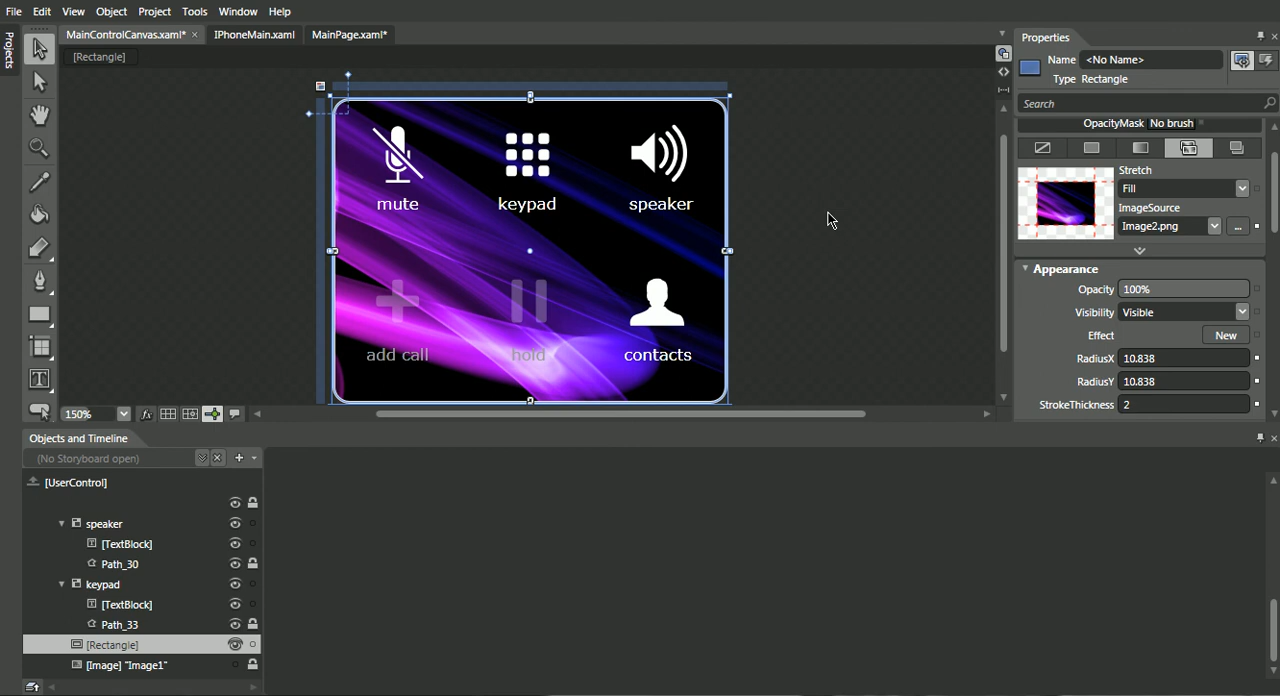 File Edit View Object Project Tools Window Help
Projects
MainControlCanvas.xaml* × IPhoneMain.xaml MainPage.xaml*
[Rectangle]
Properties
Name <No Name>
Type Rectangle
Search
OpacityMask No brush
Stretch
Fill
ImageSource
Image2.png ...
Appearance
Opacity 100%
Visibility Visible
Effect New
RadiusX 10.838
RadiusY 10.838
StrokeThickness 2
mute keypad speaker
add call hold contacts
150%
Objects and Timeline
(No Storyboard open)
[UserControl]
speaker
[TextBlock]
Path_30
keypad
[TextBlock]
Path_33
[Rectangle]
[Image] "Image1"